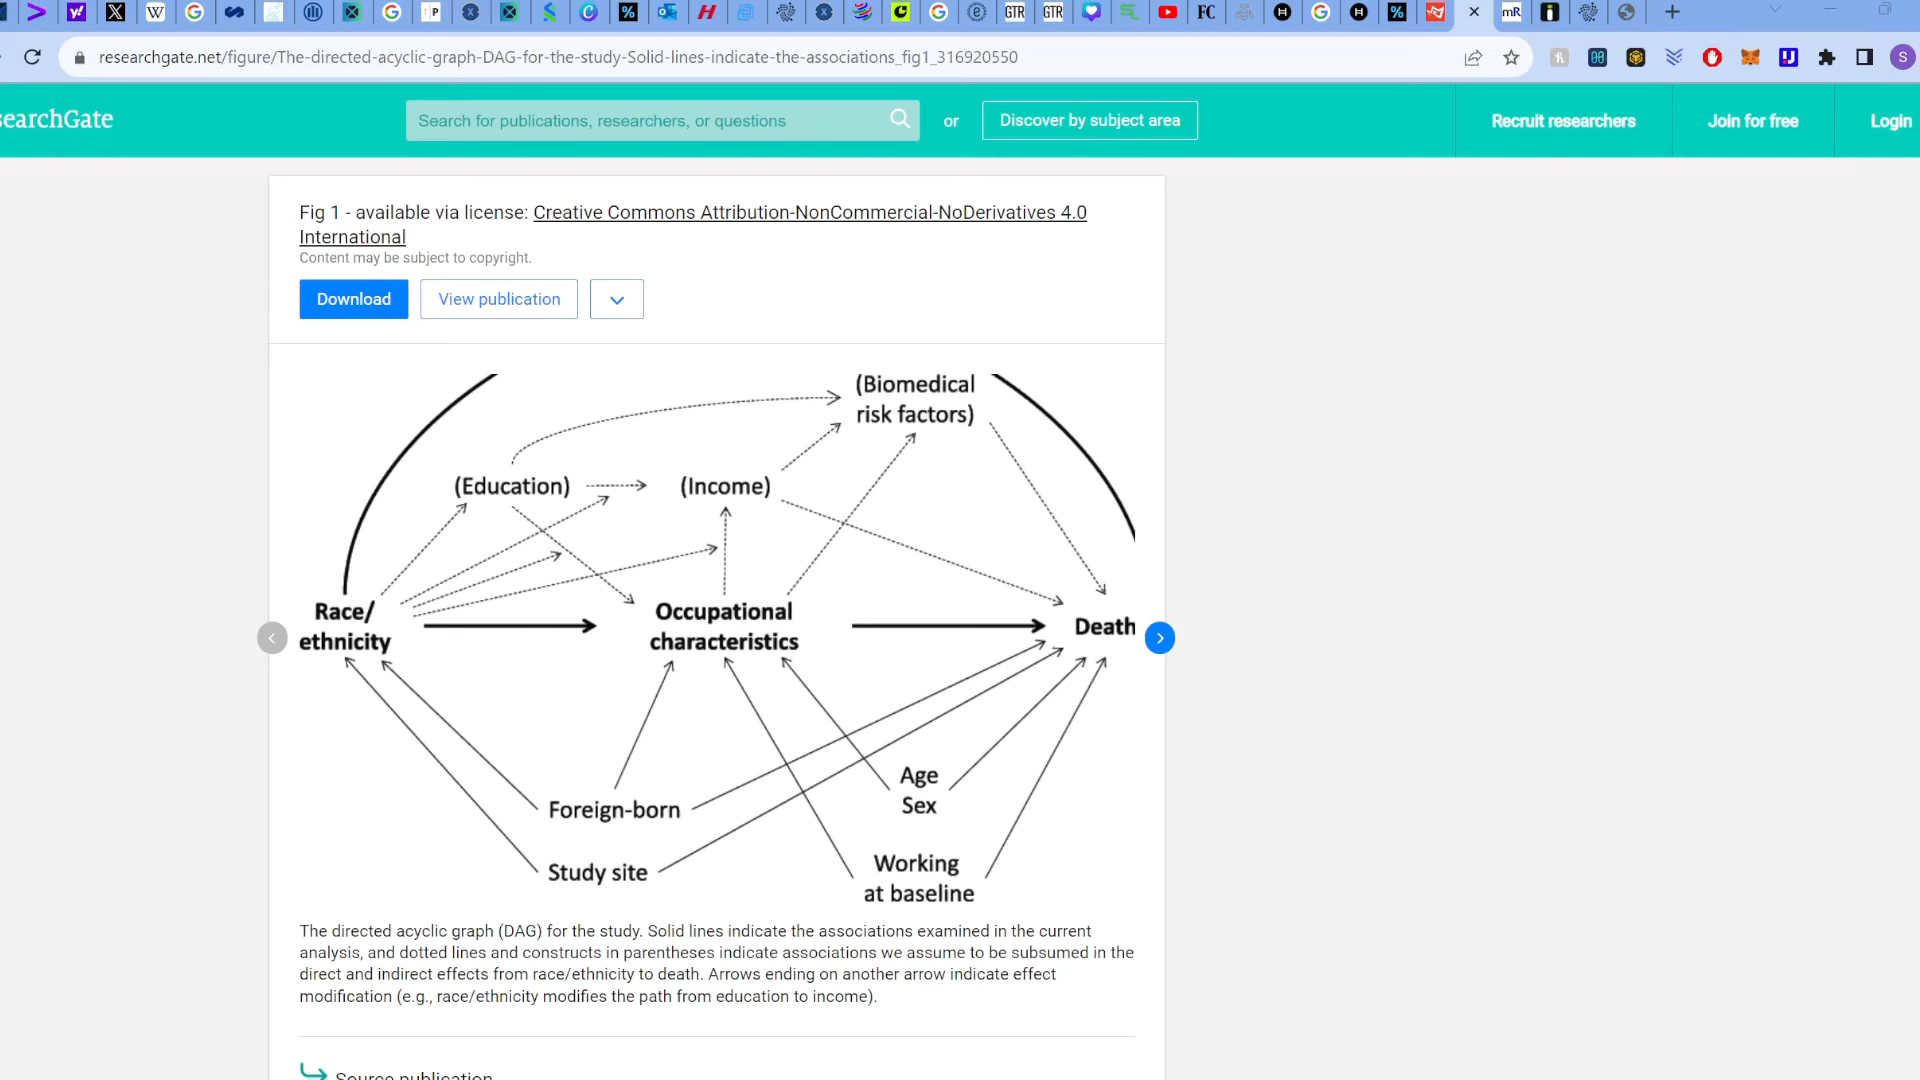 researchgate.net/figure/The-directed-acyclic-graph-DAG-for-the-study-Solid-lines-indicate-the-associations_fig1_316920550
searchGate
Search for publications, researchers, or questions
or
Discover by subject area
Recruit researchers
Join for free
Login
Fig 1 - available via license: Creative Commons Attribution-NonCommercial-NoDerivatives 4.0
International
Content may be subject to copyright.
Download
View publication
(Biomedical
risk factors)
(Education)
(Income)
Race/
ethnicity
Occupational
characteristics
Death
Foreign-born
Age
Sex
Study site
Working
at baseline
The directed acyclic graph (DAG) for the study. Solid lines indicate the associations examined in the current
analysis, and dotted lines and constructs in parentheses indicate associations we assume to be subsumed in the
direct and indirect effects from race/ethnicity to death. Arrows ending on another arrow indicate effect
modification (e.g., race/ethnicity modifies the path from education to income).
Source publication